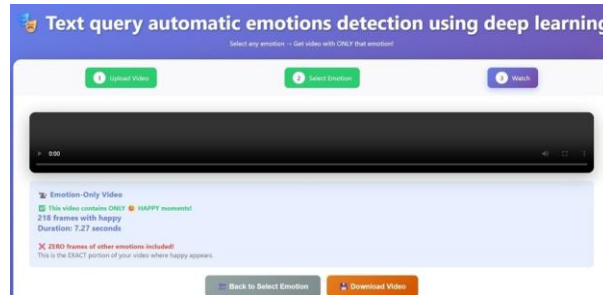 Text query automatic emotions detection using deep learning
Select any emotion → Get video with ONLY that emotion!
1 Upload Video
2 Select Emotion
3 Watch
0:00
Emotion-Only Video
This video contains ONLY 😀 HAPPY moments!
218 frames with happy
Duration: 7.27 seconds
❌ ZERO frames of other emotions included!
This is the EXACT portion of your video where happy appears.
Back to Select Emotion
Download Video